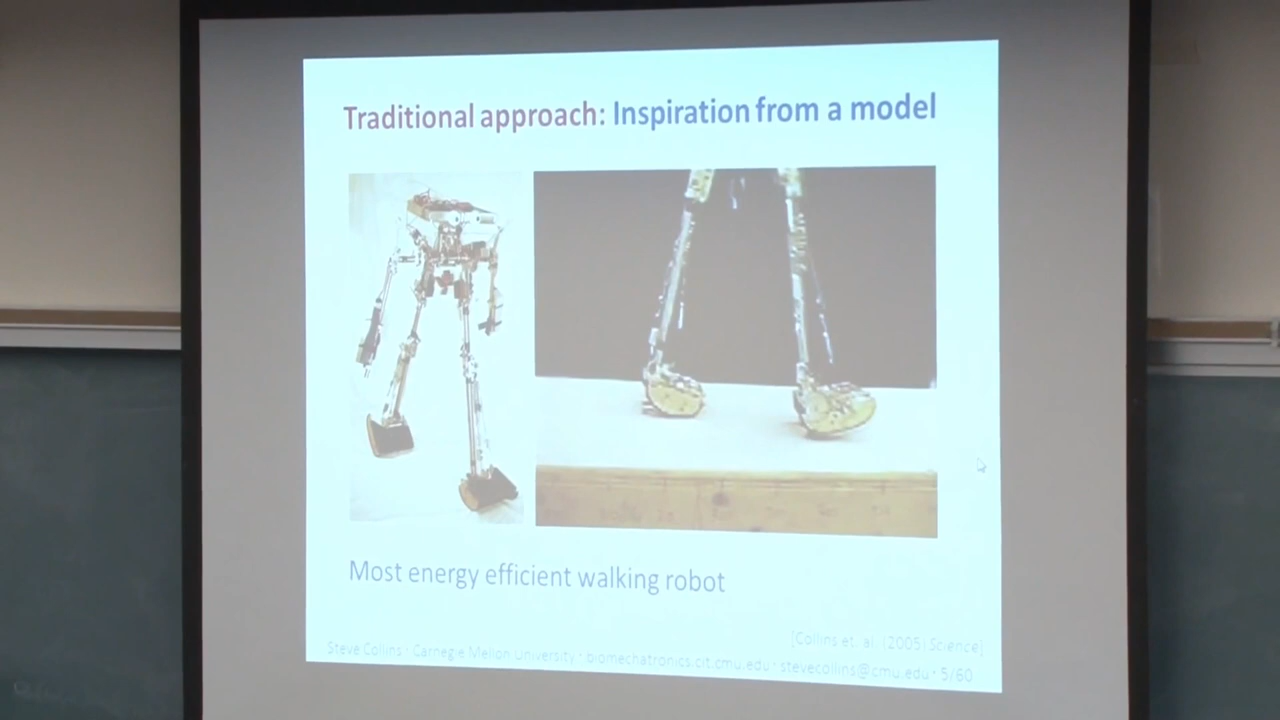 Traditional approach: Inspiration from a model
Most energy efficient walking robot
[Collins et. al. (2005) Science]
Steve Collins · Carnegie Mellon University · biomechatronics.cit.cmu.edu · stevecollins@cmu.edu · 5/60